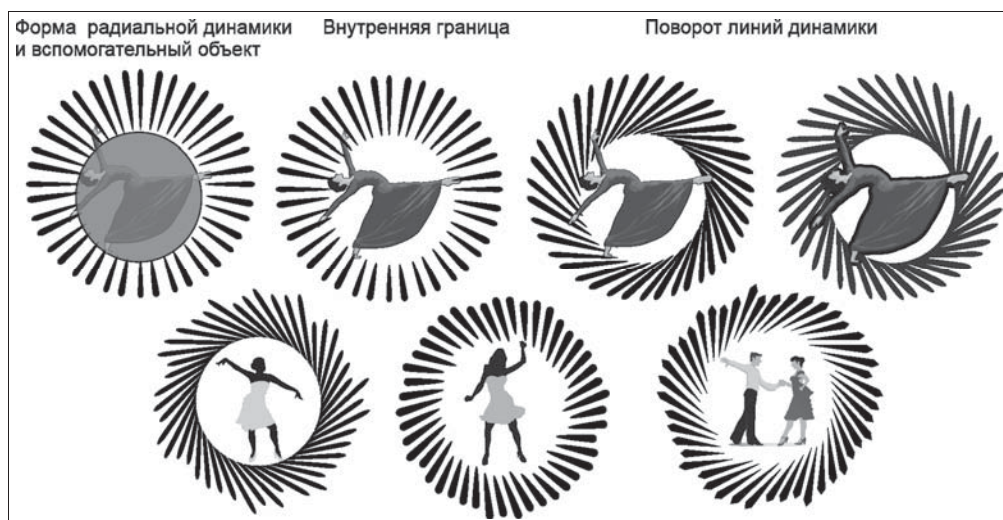 Форма радиальной динамики
и вспомогательный объект
Внутренняя граница
Поворот линий динамики